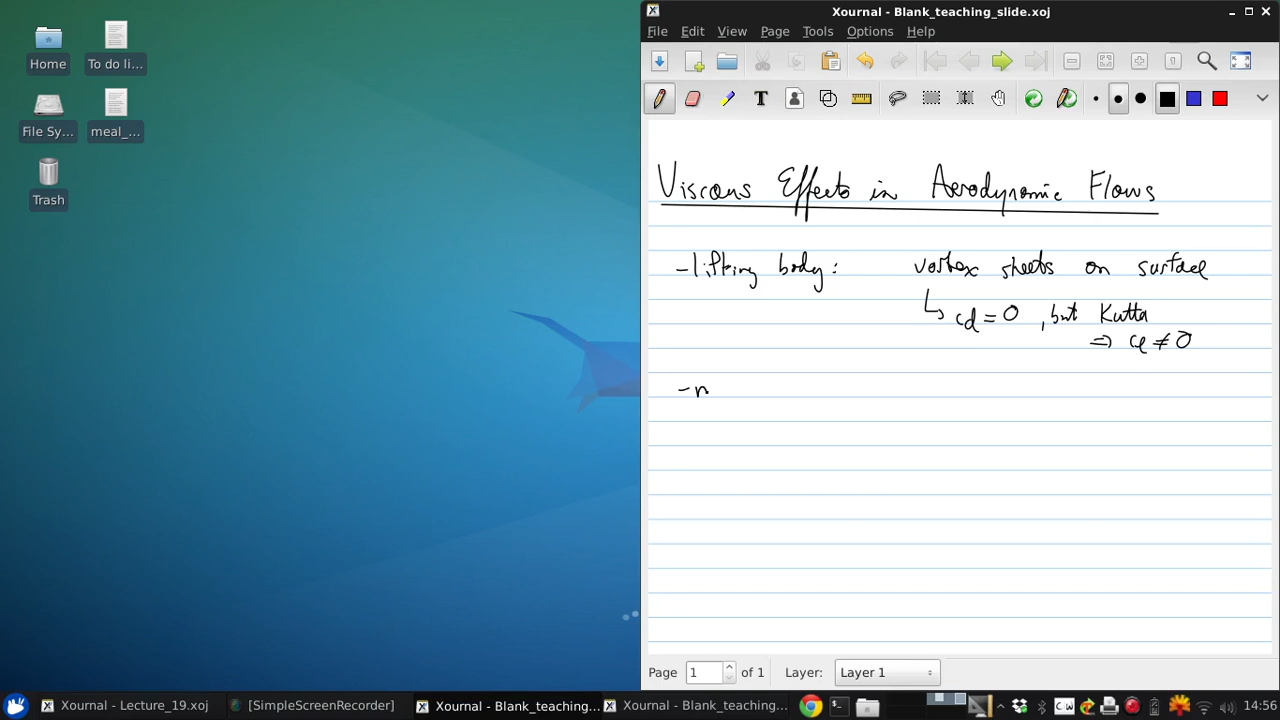 Xournal - Blank_teaching_slide.xoj
File Edit View Page Tools Options Help
Home
To do li...
File Sy...
meal_...
Trash
Viscous Effects in Aerodynamic Flows
-lifting body: vortex sheets on surface
↳ cd = 0 , but Kutta
⇒ cl ≠ 0
- n
Page 1 of 1 Layer: Layer 1
Xournal - Lecture_19.xoj
[SimpleScreenRecorder]
Xournal - Blank_teaching...
Xournal - Blank_teaching...
14:56